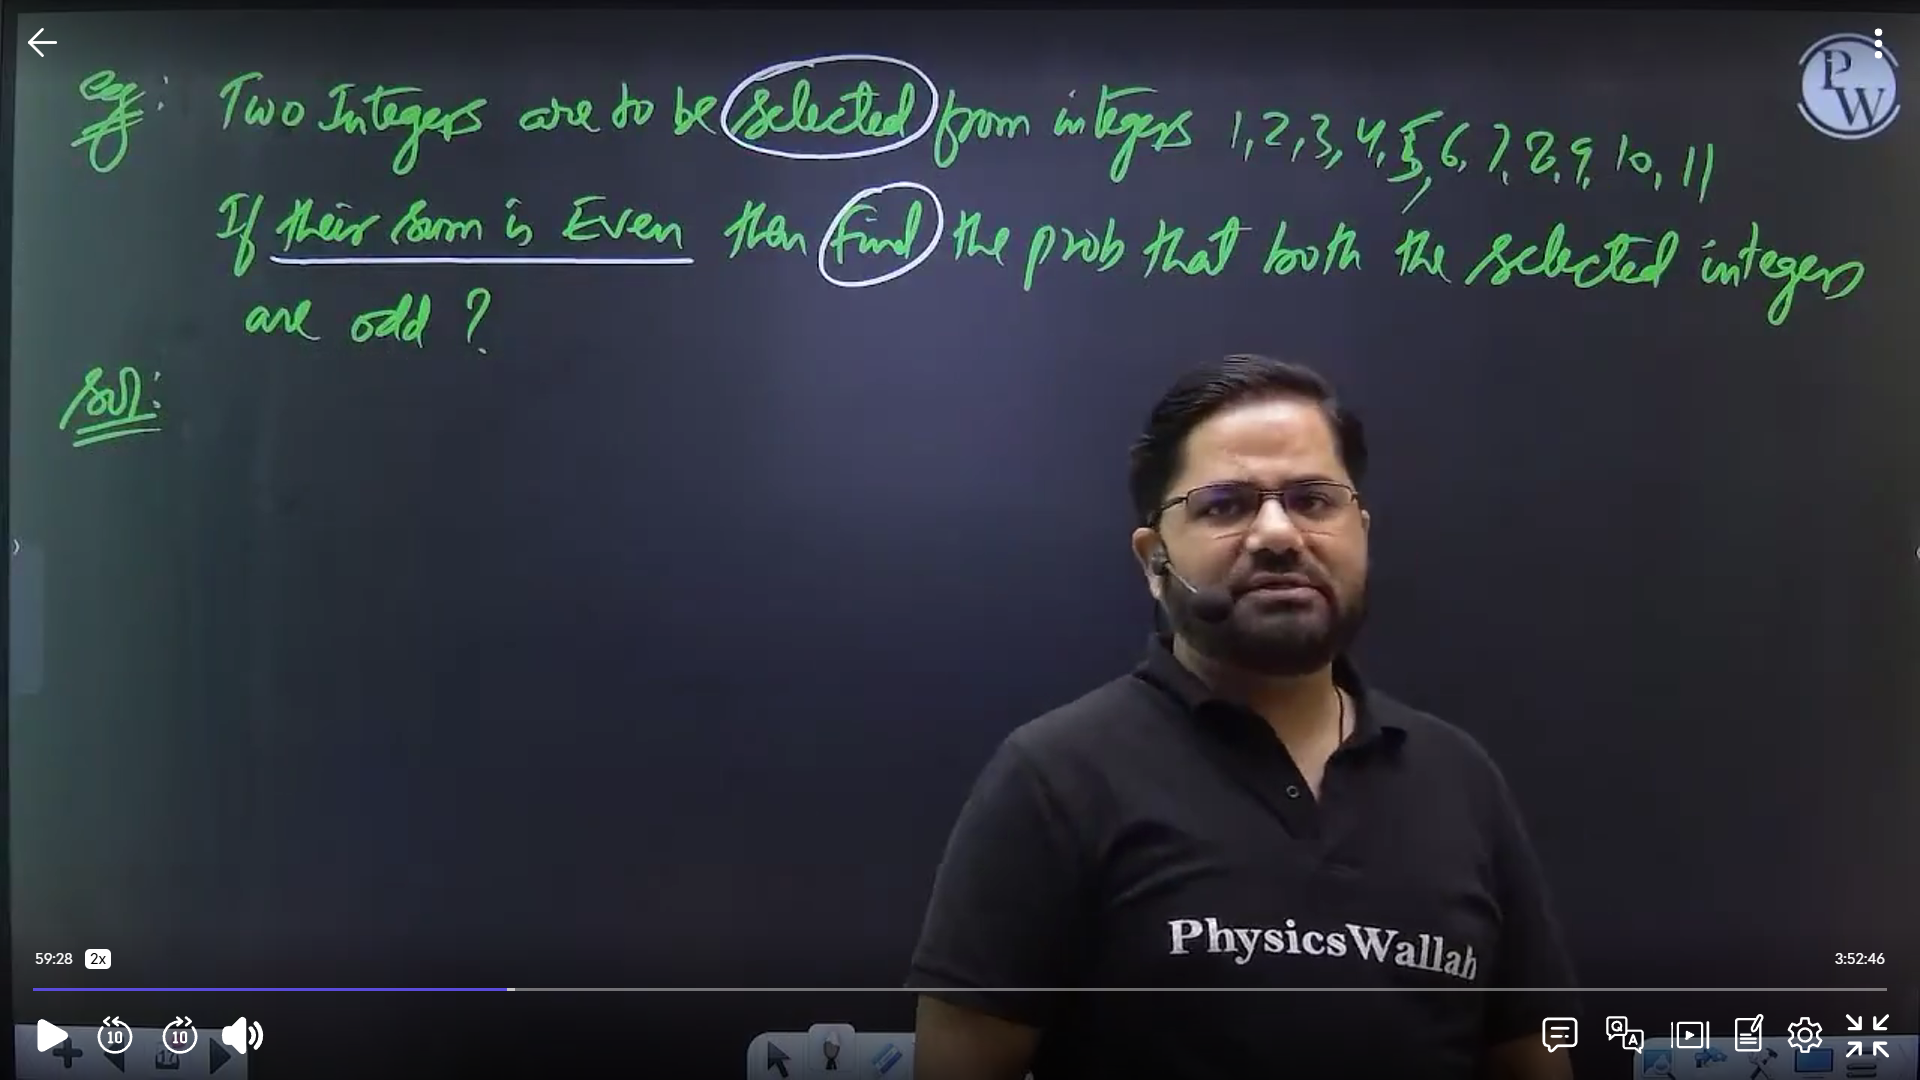 eg: Two Integers are to be selected from integers 1, 2, 3, 4, 5, 6, 7, 8, 9, 10, 11
If their sum is Even then find the prob that both the selected integers
are odd ?
Sol:
PW
PhysicsWallah
59:28 2x
3:52:46
10 10
17